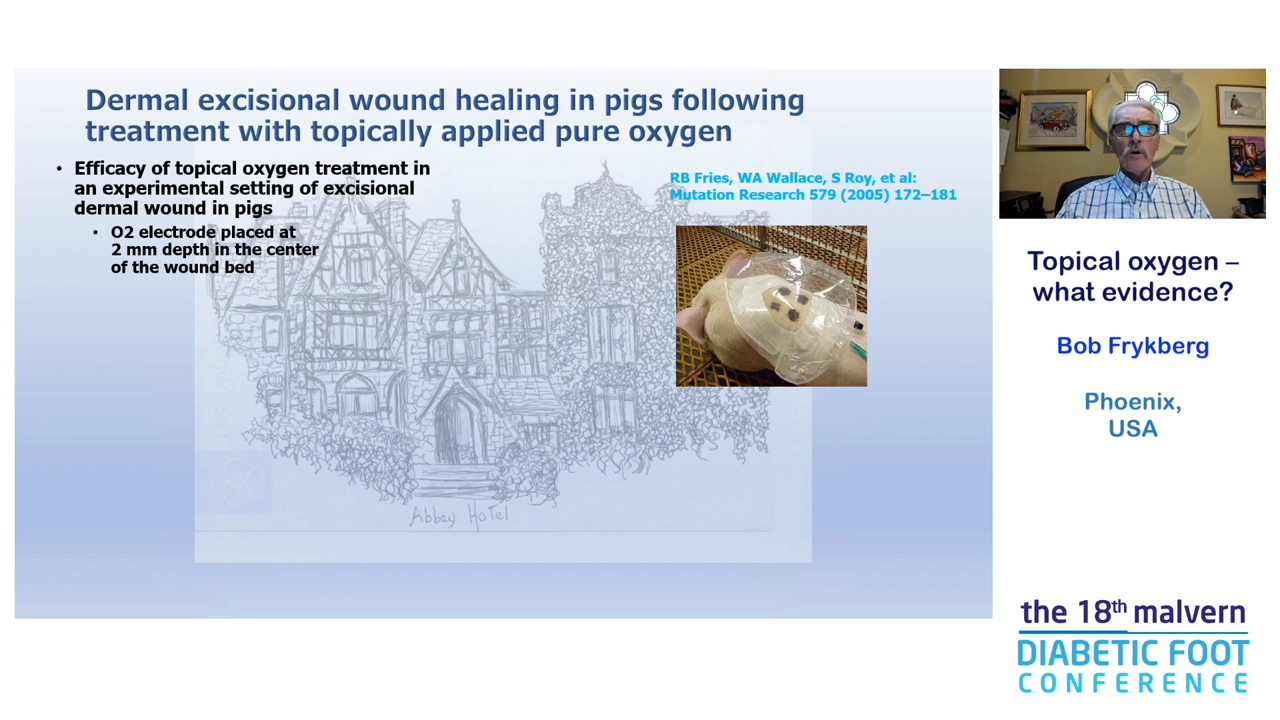 Dermal excisional wound healing in pigs following
treatment with topically applied pure oxygen
• Efficacy of topical oxygen treatment in
an experimental setting of excisional
dermal wound in pigs
• O2 electrode placed at
2 mm depth in the center
of the wound bed
RB Fries, WA Wallace, S Roy, et al:
Mutation Research 579 (2005) 172–181
Abbey Hotel
Topical oxygen –
what evidence?
Bob Frykberg
Phoenix,
USA
the 18th malvern
DIABETIC FOOT
CONFERENCE